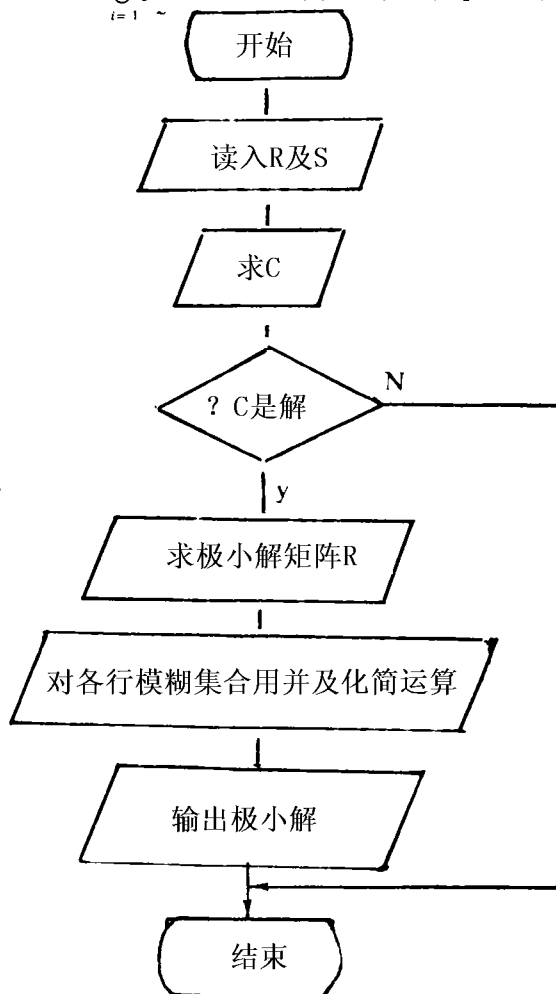 i= 1 ~
开始
读入R及S
求C
? C是解
N
y
求极小解矩阵R
对各行模糊集合用并及化简运算
输出极小解
结束